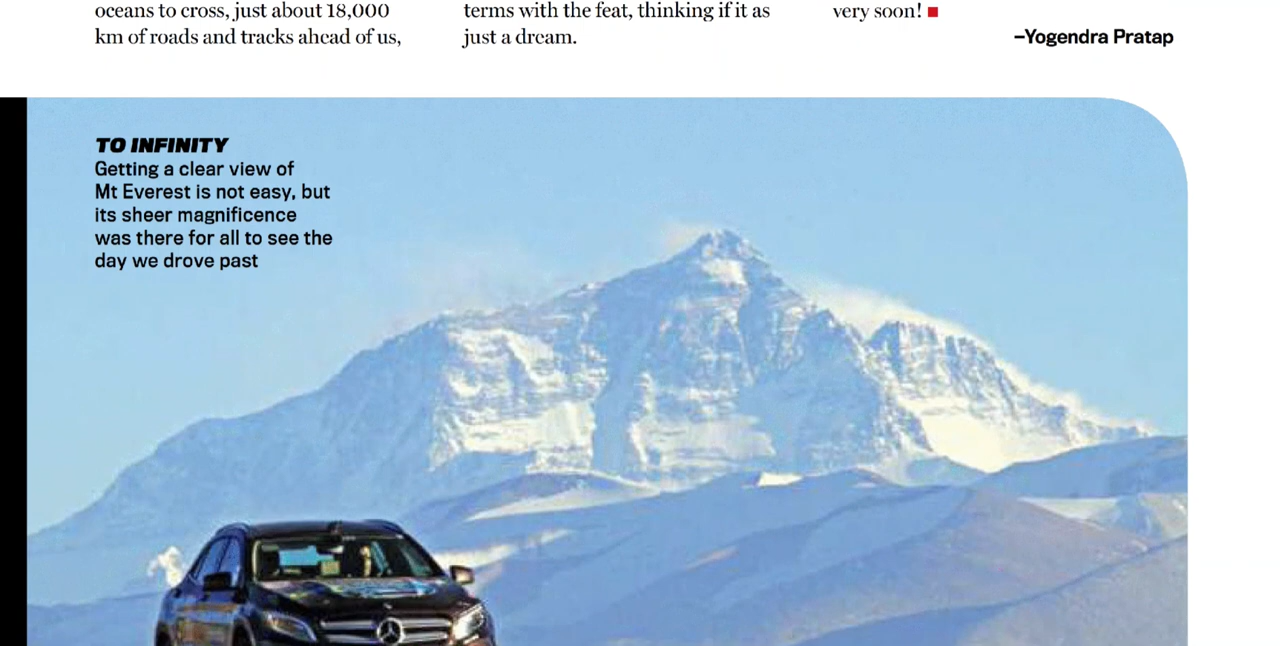 oceans to cross, just about 18,000
km of roads and tracks ahead of us,
terms with the feat, thinking if it as
just a dream.
very soon!
–Yogendra Pratap
TO INFINITY
Getting a clear view of
Mt Everest is not easy, but
its sheer magnificence
was there for all to see the
day we drove past